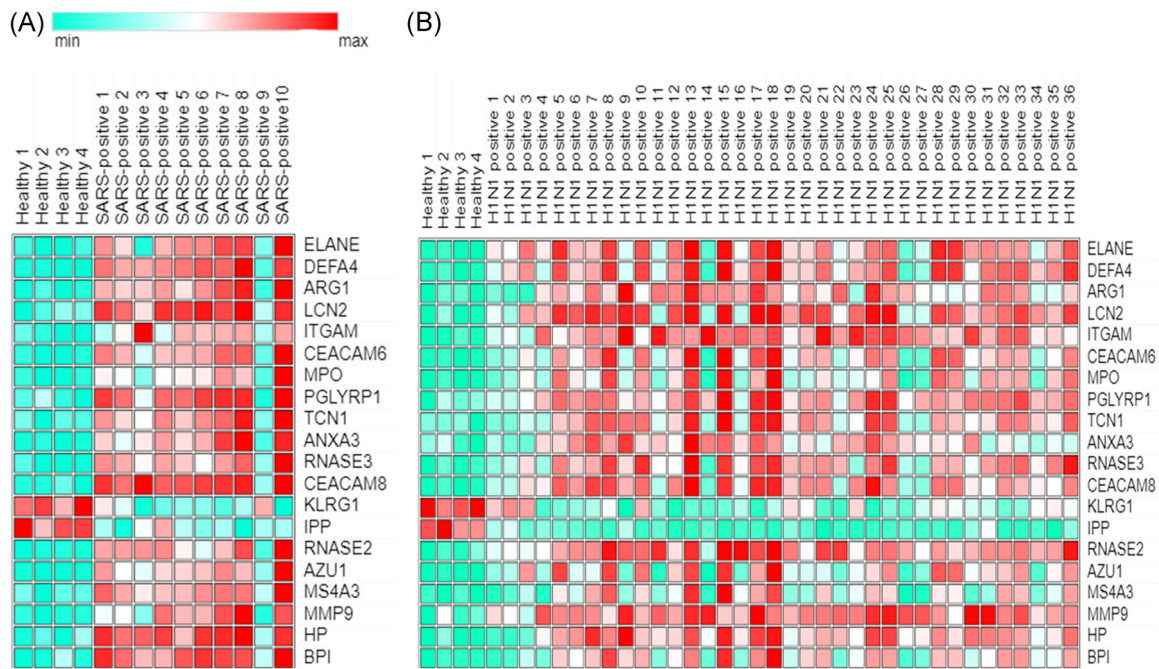 (A)
min
max
Healthy 1
Healthy 2
Healthy 3
Healthy 4
SARS-positive 1
SARS-positive 2
SARS-positive 3
SARS-positive 4
SARS-positive 5
SARS-positive 6
SARS-positive 7
SARS-positive 8
SARS-positive 9
SARS-positive10
ELANE
DEFA4
ARG1
LCN2
ITGAM
CEACAM6
MPO
PGLYRP1
TCN1
ANXA3
RNASE3
CEACAM8
KLRG1
IPP
RNASE2
AZU1
MS4A3
MMP9
HP
BPI
(B)
Healthy 1
Healthy 2
Healthy 3
Healthy 4
H1N1 positive 1
H1N1 positive 2
H1N1 positive 3
H1N1 positive 4
H1N1 positive 5
H1N1 positive 6
H1N1 positive 7
H1N1 positive 8
H1N1 positive 9
H1N1 positive 10
H1N1 positive 11
H1N1 positive 12
H1N1 positive 13
H1N1 positive 14
H1N1 positive 15
H1N1 positive 16
H1N1 positive 17
H1N1 positive 18
H1N1 positive 19
H1N1 positive 20
H1N1 positive 21
H1N1 positive 22
H1N1 positive 23
H1N1 positive 24
H1N1 positive 25
H1N1 positive 26
H1N1 positive 27
H1N1 positive 28
H1N1 positive 29
H1N1 positive 30
H1N1 positive 31
H1N1 positive 32
H1N1 positive 33
H1N1 positive 34
H1N1 positive 35
H1N1 positive 36
ELANE
DEFA4
ARG1
LCN2
ITGAM
CEACAM6
MPO
PGLYRP1
TCN1
ANXA3
RNASE3
CEACAM8
KLRG1
IPP
RNASE2
AZU1
MS4A3
MMP9
HP
BPI